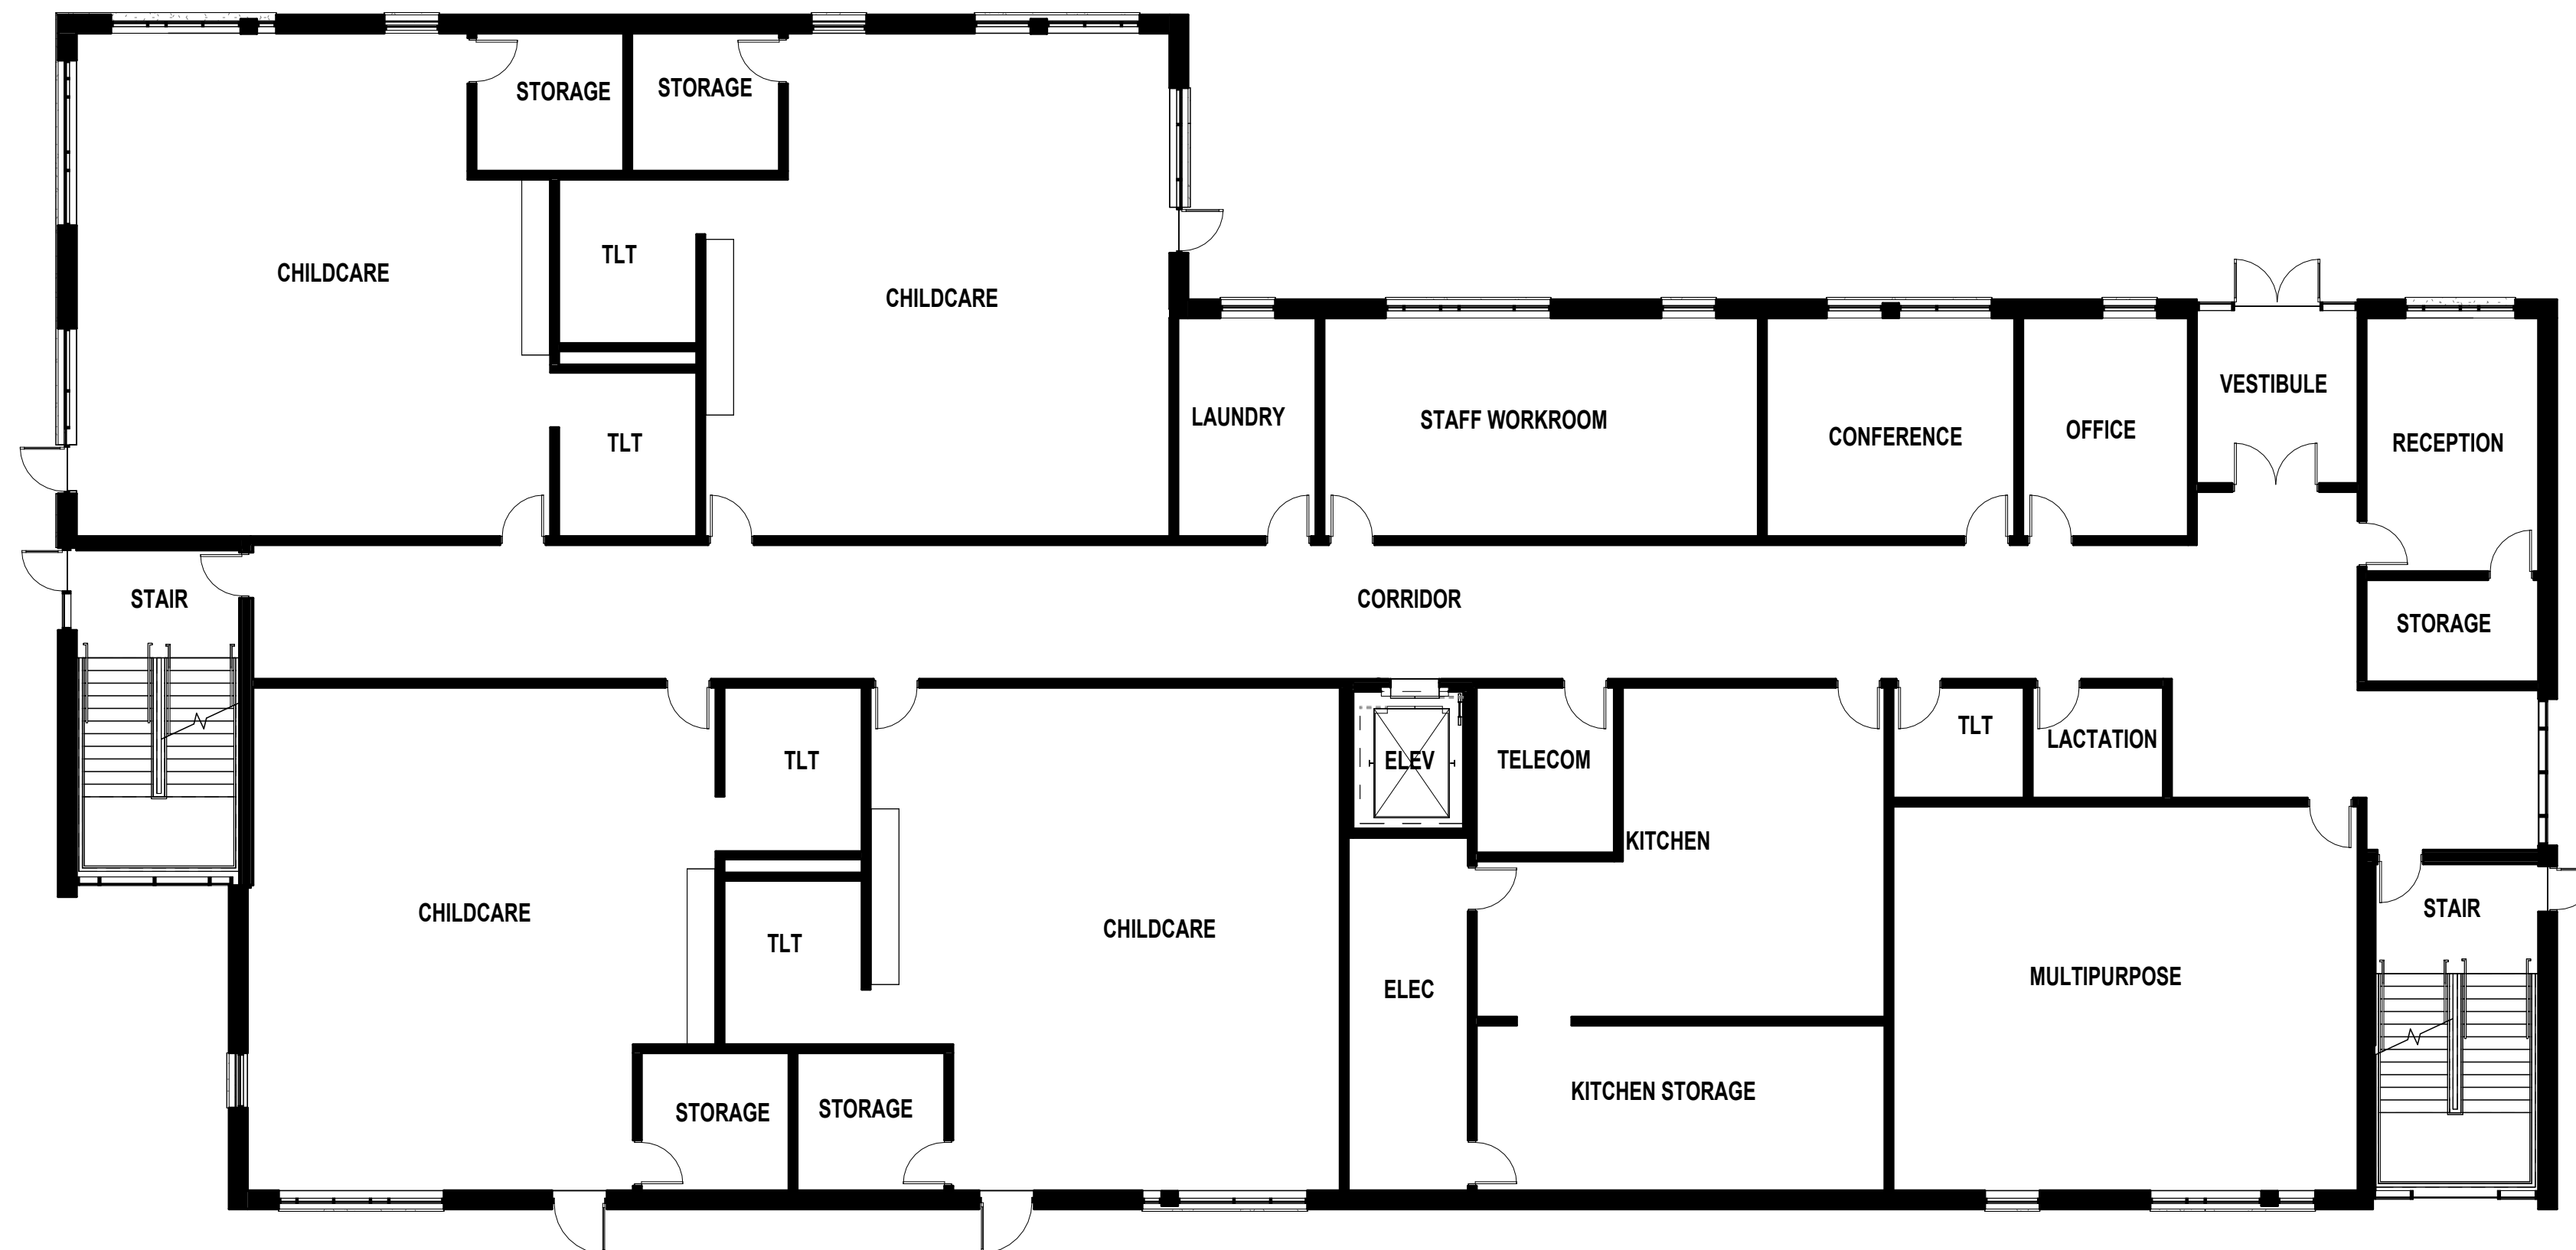 STORAGE
STORAGE
TLT
CHILDCARE
CHILDCARE
TLT
LAUNDRY
STAFF WORKROOM
CONFERENCE
OFFICE
VESTIBULE
RECEPTION
STAIR
CORRIDOR
STORAGE
TLT
ELEV
TELECOM
TLT
LACTATION
KITCHEN
CHILDCARE
TLT
CHILDCARE
ELEC
MULTIPURPOSE
STAIR
STORAGE
STORAGE
KITCHEN STORAGE